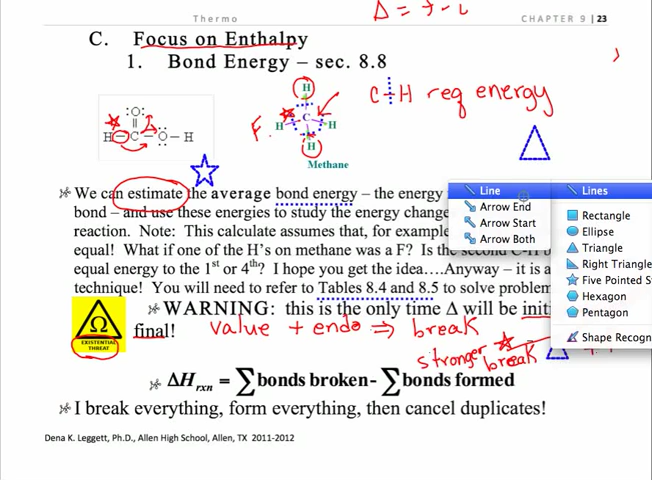 Δ = f - i
Thermo CHAPTER 9 | 23
C. Focus on Enthalpy
1. Bond Energy – sec. 8.8
C-H req energy
:O:
H-C-O-H
H
F. H C H
H
Methane
We can estimate the average bond energy – the energy
bond – and use these energies to study the energy change
reaction. Note: This calculate assumes that, for example
equal! What if one of the H's on methane was a F? Is the second C-H b
equal energy to the 1st or 4th? I hope you get the idea….Anyway – it is a
technique! You will need to refer to Tables 8.4 and 8.5 to solve problem
WARNING: this is the only time Δ will be init
final!
value + endo ⇒ break
stronger break
Ω
EXISTENTIAL
THREAT
ΔHrxn = ∑bonds broken- ∑bonds formed
I break everything, form everything, then cancel duplicates!
Dena K. Leggett, Ph.D., Allen High School, Allen, TX 2011-2012
Line
Arrow End
Arrow Start
Arrow Both
Lines
Rectangle
Ellipse
Triangle
Right Triangle
Five Pointed S
Hexagon
Pentagon
Shape Recogn